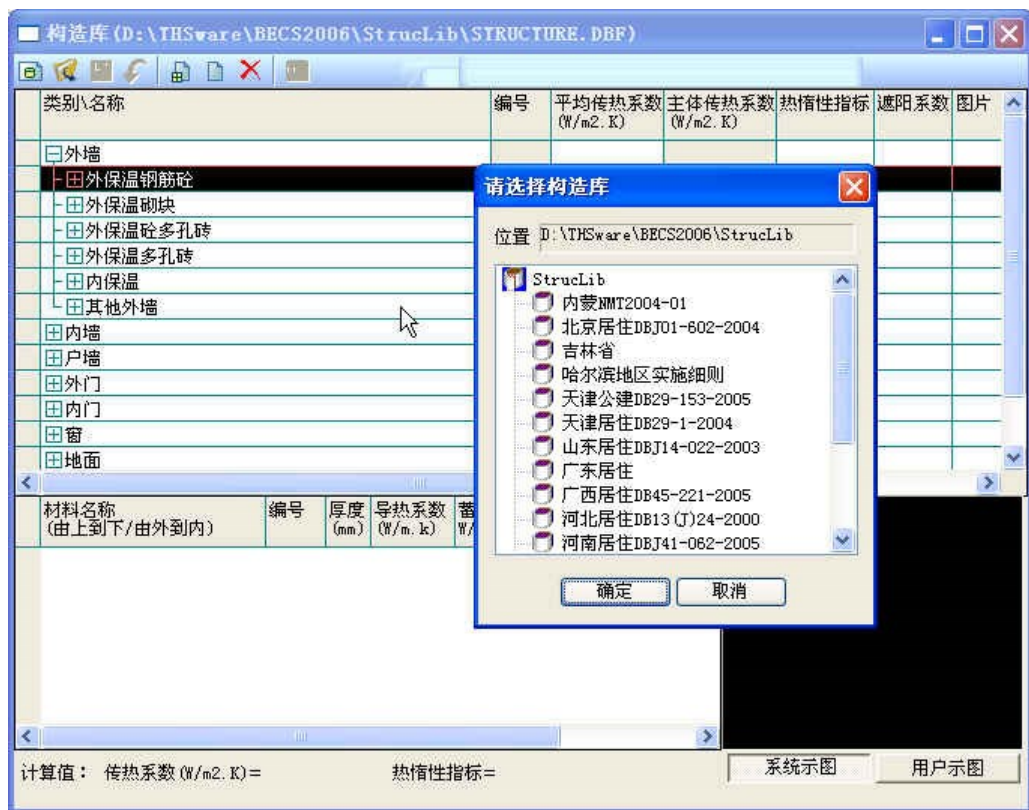 构造库(D:\THSware\BECS2006\StrucLib\STRUCTURE.DBF)
类别\名称 编号 平均传热系数(W/m2.K) 主体传热系数(W/m2.K) 热惰性指标 遮阳系数 图片
外墙
外保温钢筋砼
外保温砌块
外保温砼多孔砖
外保温多孔砖
内保温
其他外墙
内墙
户墙
外门
内门
窗
地面
请选择构造库
位置 D:\THSware\BECS2006\StrucLib
StrucLib
内蒙NMT2004-01
北京居住DBJ01-602-2004
吉林省
哈尔滨地区实施细则
天津公建DB29-153-2005
天津居住DB29-1-2004
山东居住DBJ14-022-2003
广东居住
广西居住DB45-221-2005
河北居住DB13(J)24-2000
河南居住DBJ41-062-2005
确定 取消
材料名称(由上到下/由外到内) 编号 厚度(mm) 导热系数(W/m.k) 蓄 W/
计算值： 传热系数(W/m2.K)= 热惰性指标=
系统示图 用户示图